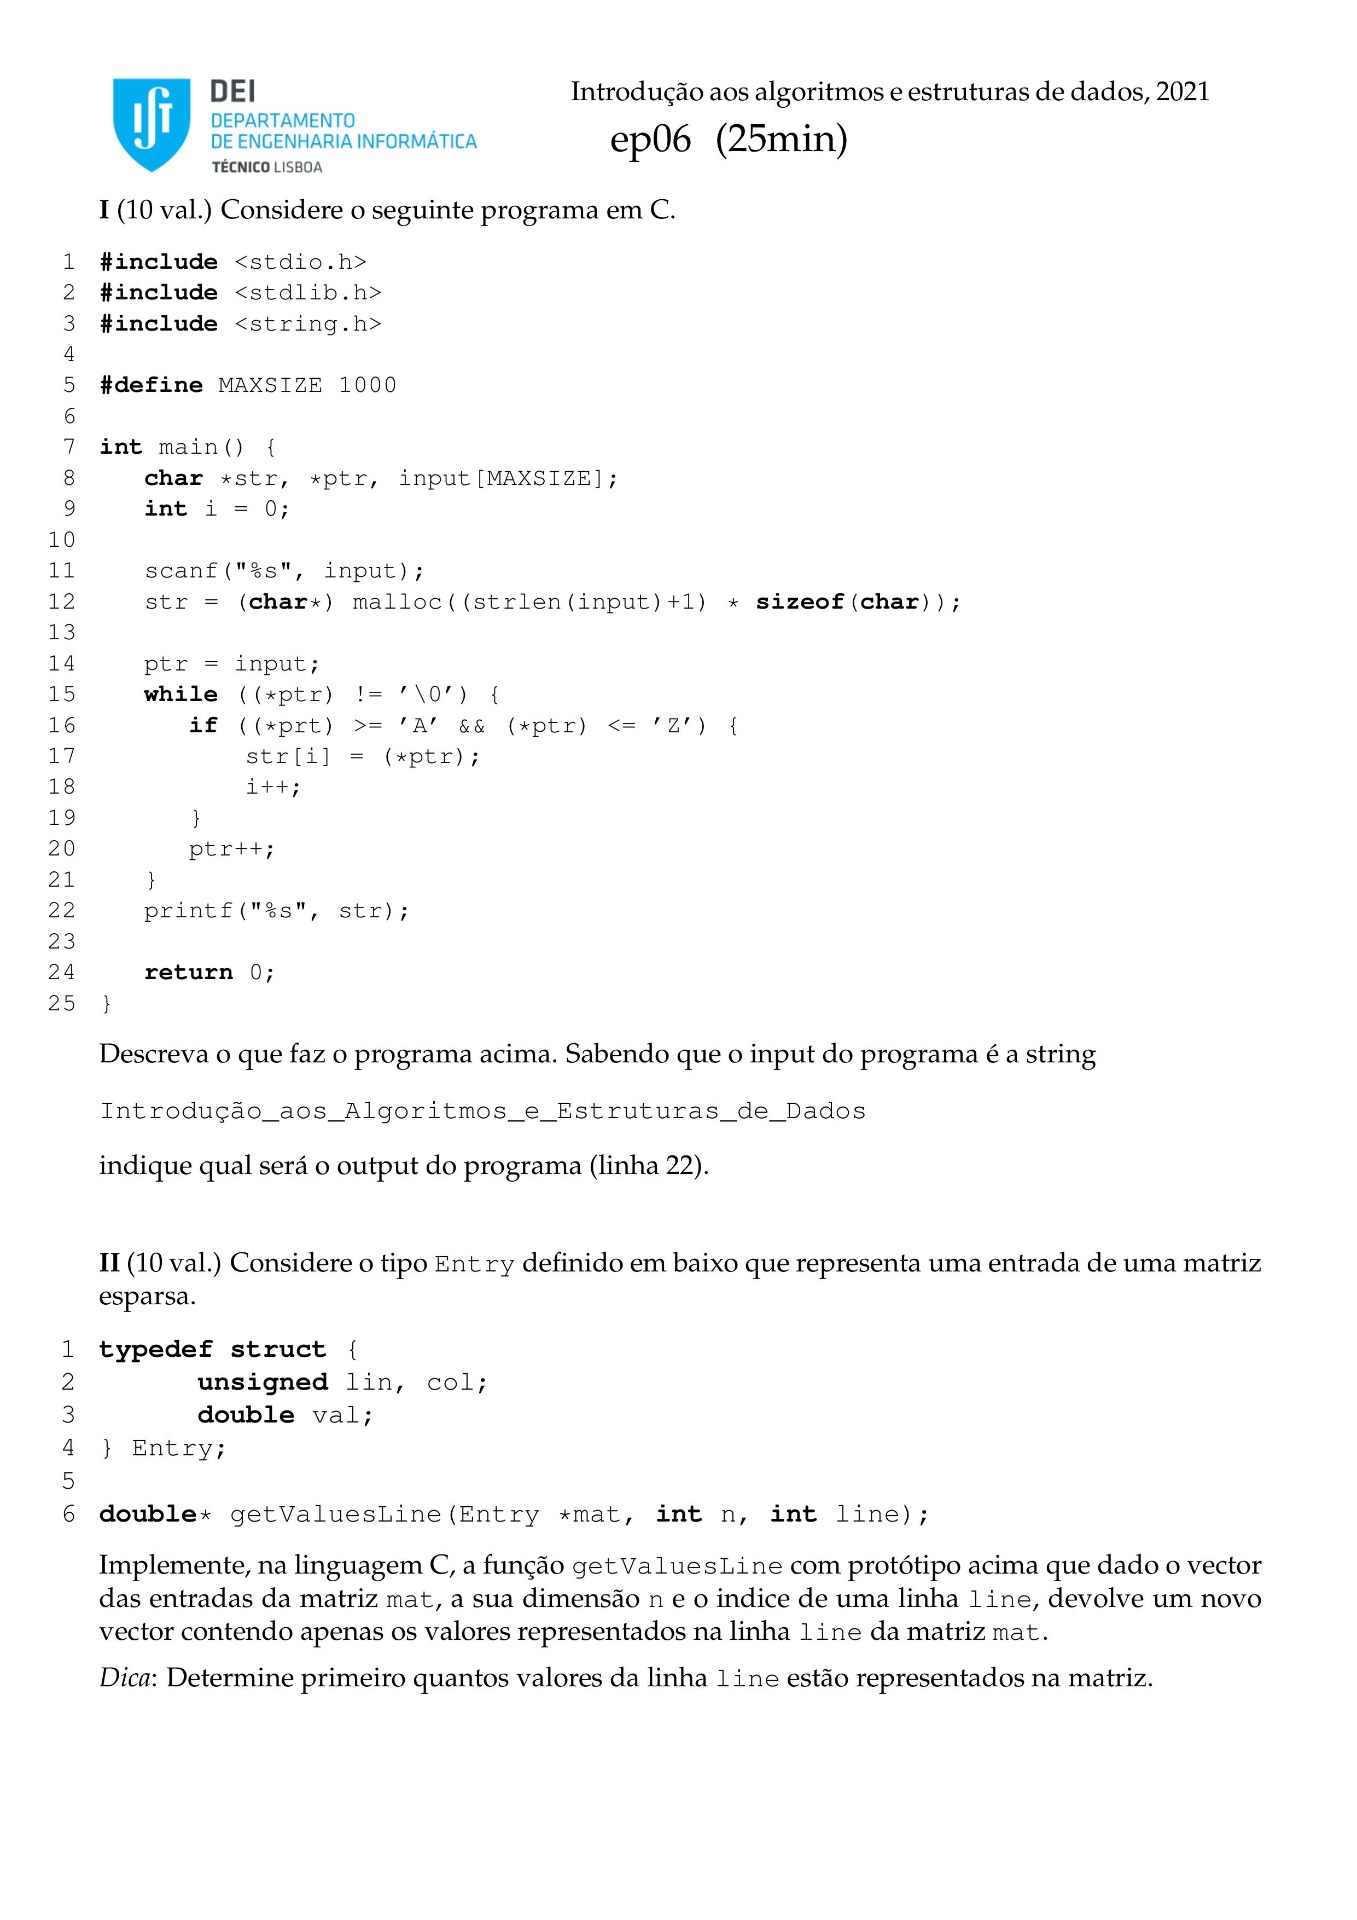 DEI
DEPARTAMENTO
DE ENGENHARIA INFORMÁTICA
TÉCNICO LISBOA
Introdução aos algoritmos e estruturas de dados, 2021
ep06 (25min)
I (10 val.) Considere o seguinte programa em C.
1 #include <stdio.h>
2 #include <stdlib.h>
3 #include <string.h>
4
5 #define MAXSIZE 1000
6
7 int main() {
8    char *str, *ptr, input[MAXSIZE];
9    int i = 0;
10
11    scanf("%s", input);
12    str = (char*) malloc((strlen(input)+1) * sizeof(char));
13
14    ptr = input;
15    while ((*ptr) != ’\0’) {
16       if ((*prt) >= ’A’ && (*ptr) <= ’Z’) {
17           str[i] = (*ptr);
18           i++;
19       }
20       ptr++;
21    }
22    printf("%s", str);
23
24    return 0;
25 }
Descreva o que faz o programa acima. Sabendo que o input do programa é a string
Introdução_aos_Algoritmos_e_Estruturas_de_Dados
indique qual será o output do programa (linha 22).
II (10 val.) Considere o tipo Entry definido em baixo que representa uma entrada de uma matriz
esparsa.
1 typedef struct {
2       unsigned lin, col;
3       double val;
4 } Entry;
5
6 double* getValuesLine(Entry *mat, int n, int line);
Implemente, na linguagem C, a função getValuesLine com protótipo acima que dado o vector
das entradas da matriz mat, a sua dimensão n e o indice de uma linha line, devolve um novo
vector contendo apenas os valores representados na linha line da matriz mat.
Dica: Determine primeiro quantos valores da linha line estão representados na matriz.